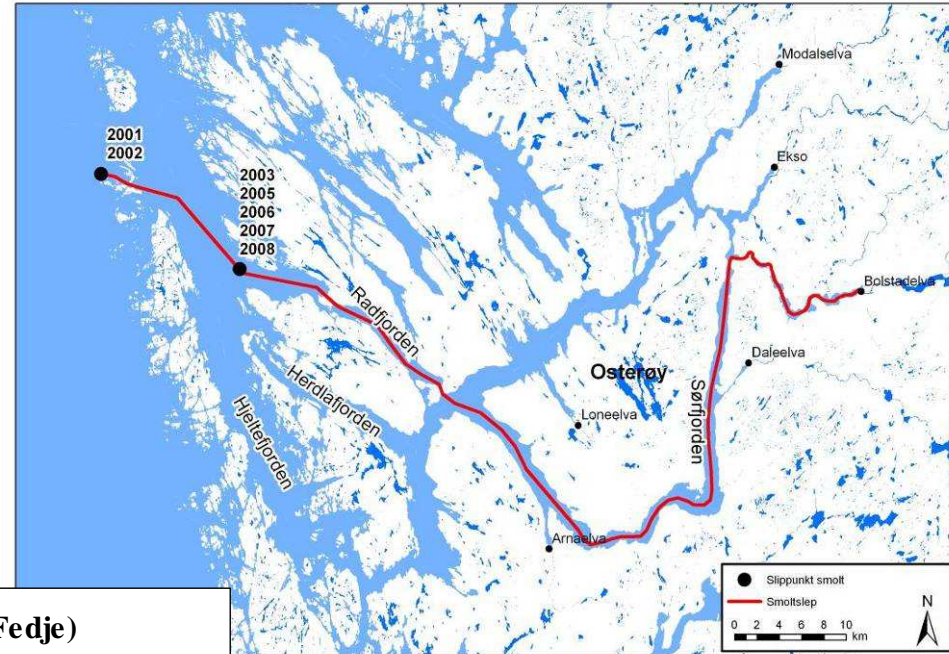 Modalselva
2001
2002
Ekso
2003
2005
2006
2007
2008
Bolstadelva
Radfjorden
Daleelva
Osterøy
Herdlafjorden
Sørfjorden
Hjeltefjorden
Loneelva
Arnaelva
Slippunkt smolt
Smoltslep
N
0 2 4 6 8 10
km
Fedje)